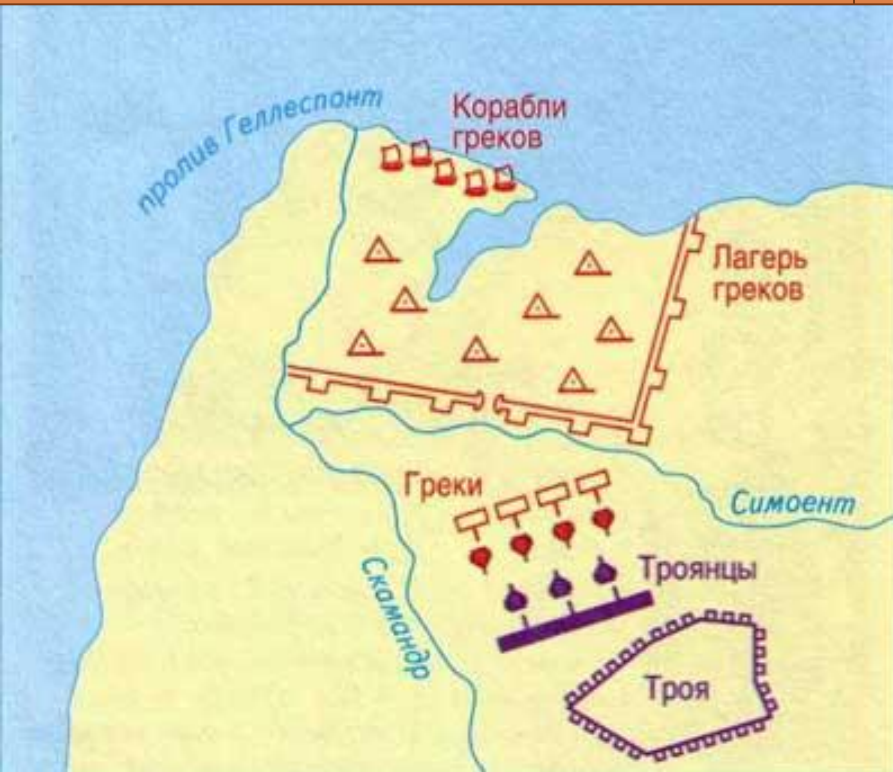 пролив Геллеспонт
Корабли
греков
Лагерь
греков
Греки
Симоент
Троянцы
Скамандр
Троя